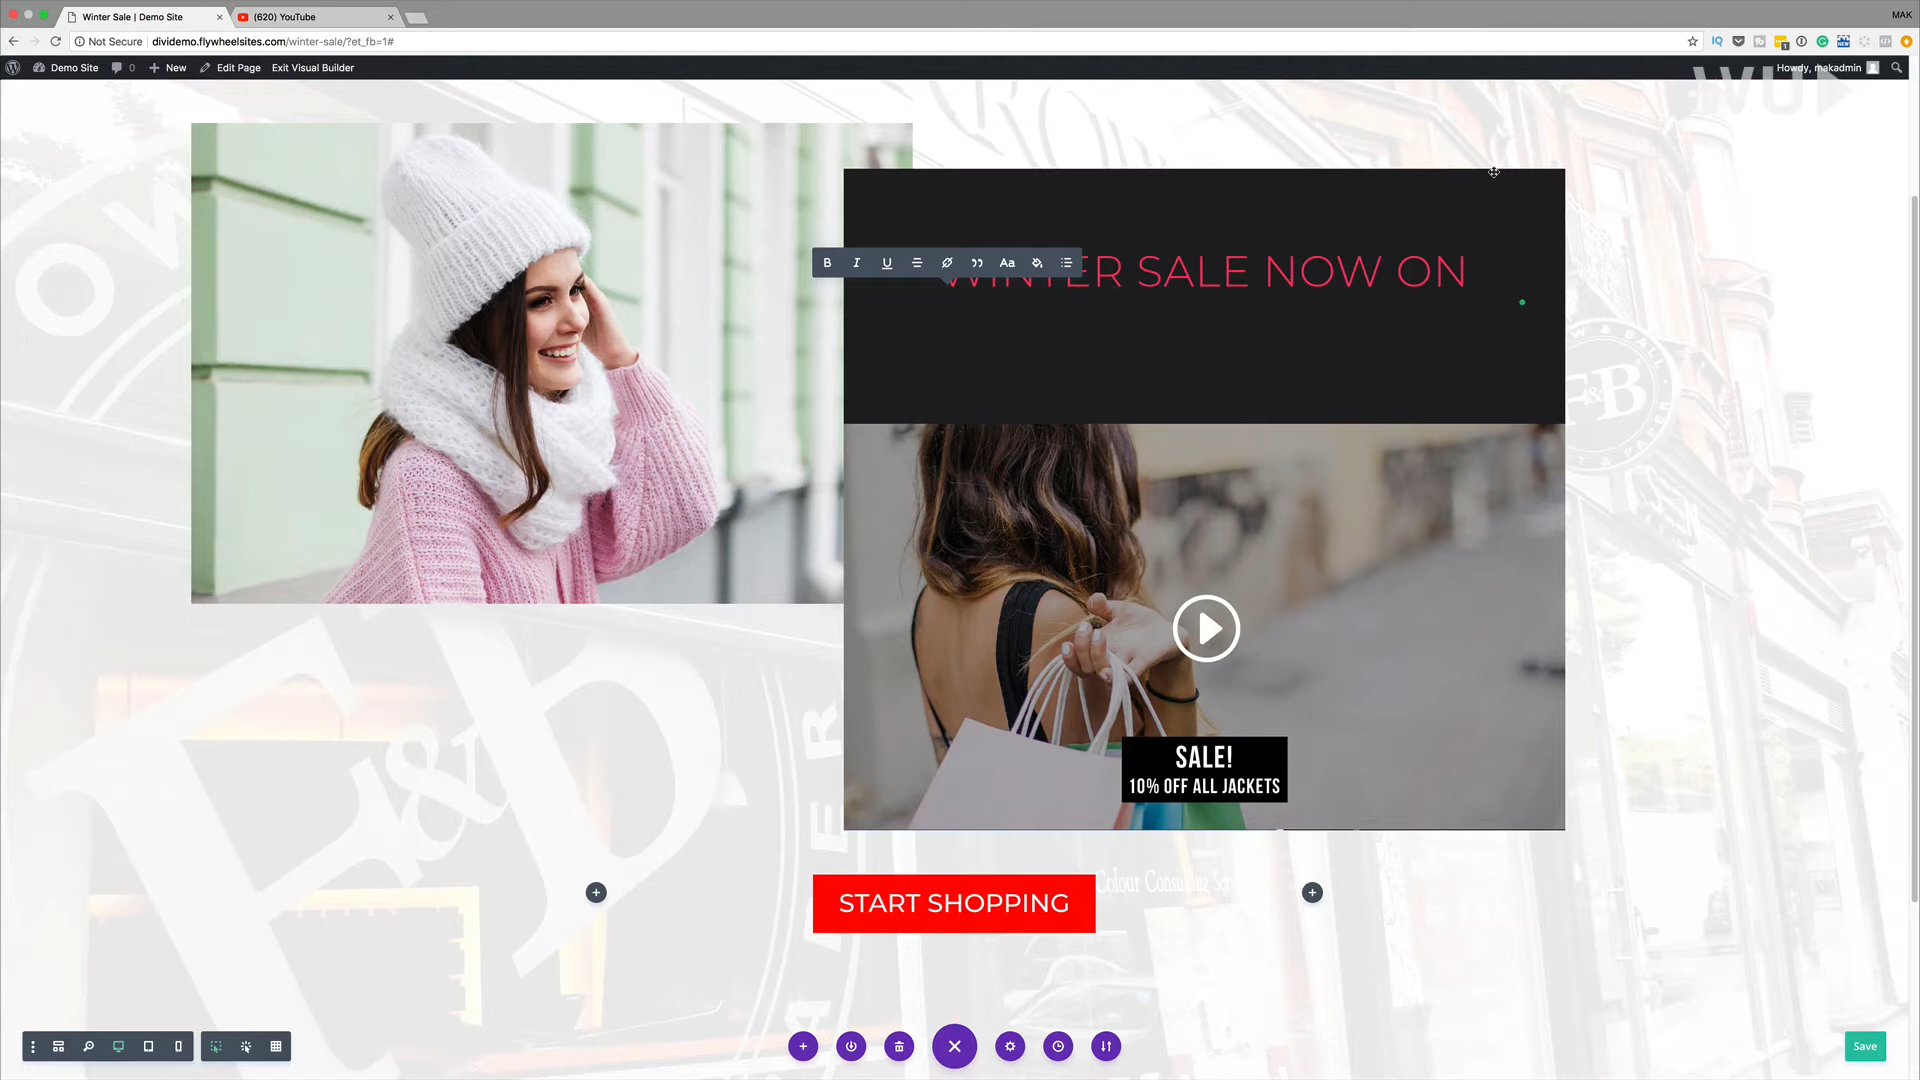 Winter Sale | Demo Site
(620) YouTube
MAK
Not Secure
dividemo.flywheelsites.com/winter-sale/?et_fb=1#
Demo Site
0
New
Edit Page
Exit Visual Builder
Howdy, makadmin
B I U
Aa
WINTER SALE NOW ON
F&B
SALE!
10% OFF ALL JACKETS
START SHOPPING
Save